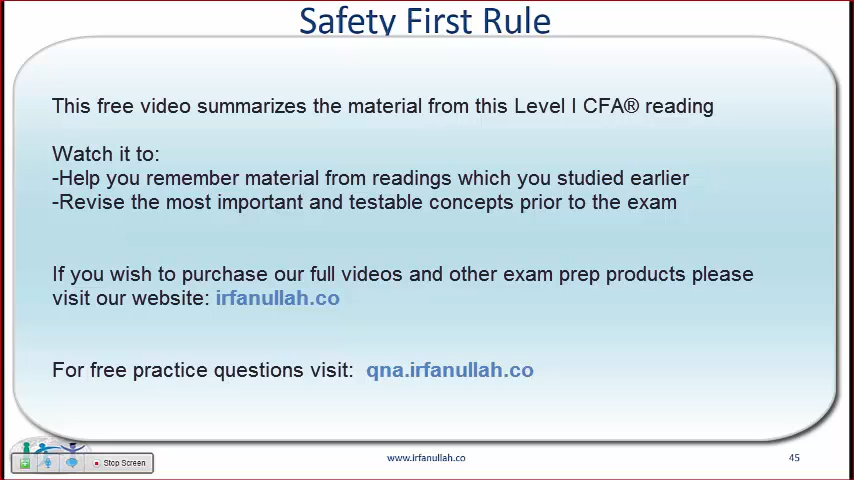 Safety First Rule
This free video summarizes the material from this Level I CFA® reading
Watch it to:
-Help you remember material from readings which you studied earlier
-Revise the most important and testable concepts prior to the exam
If you wish to purchase our full videos and other exam prep products please
visit our website: irfanullah.co
For free practice questions visit: qna.irfanullah.co
Stop Screen
www.irfanullah.co
45